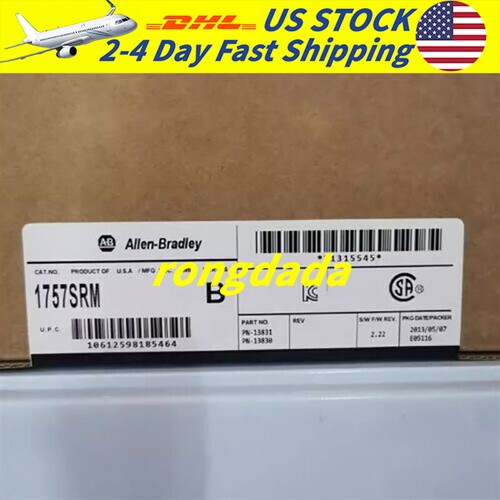 DHL US STOCK
2-4 Day Fast Shipping
AB Allen-Bradley
*1315545*
CAT.NO. PRODUCT OF U.S.A / MFG.
rongdada
1757SRM B
U.P.C.
10612598185464
PART NO. REV S/W F/W REV. PKG DATE/PACKER
PN-13831 2.22 2013/05/07
PN-13830 E05116